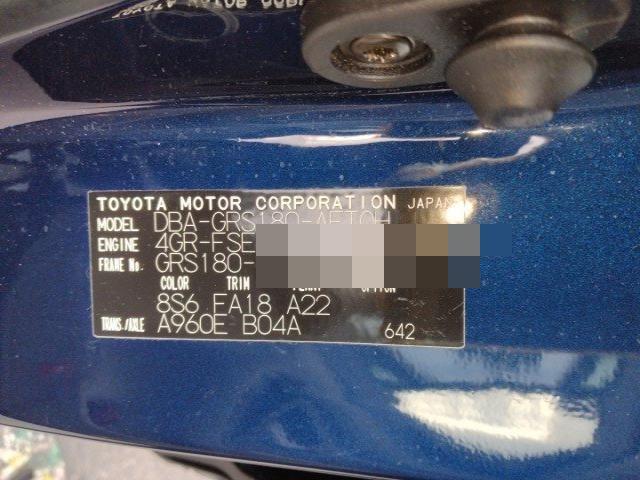 TOYOTA MOTOR CORPORATION JAPAN
MODEL DBA-GRS180-AETQH
ENGINE 4GR-FSE
FRAME No. GRS180-
COLOR TRIM
8S6 FA18 A22
TRANS./AXLE A960E B04A 642